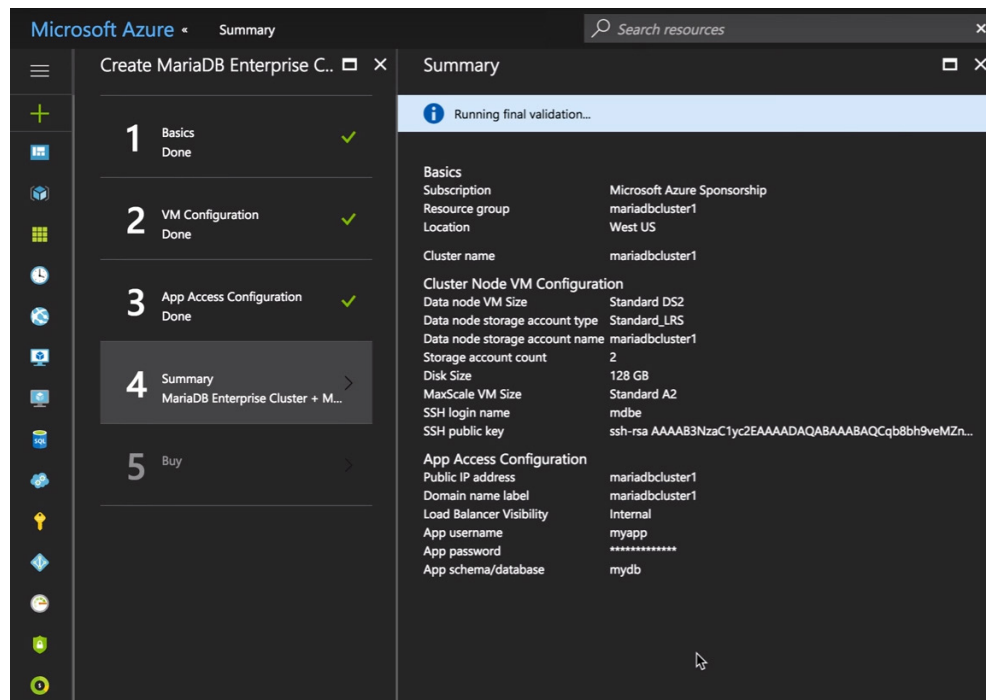 Microsoft Azure « Summary
Search resources
Create MariaDB Enterprise C..
1 Basics
Done
2 VM Configuration
Done
3 App Access Configuration
Done
4 Summary
MariaDB Enterprise Cluster + M...
5 Buy
Summary
Running final validation...
Basics
Subscription Microsoft Azure Sponsorship
Resource group mariadbcluster1
Location West US
Cluster name mariadbcluster1
Cluster Node VM Configuration
Data node VM Size Standard DS2
Data node storage account type Standard_LRS
Data node storage account name mariadbcluster1
Storage account count 2
Disk Size 128 GB
MaxScale VM Size Standard A2
SSH login name mdbe
SSH public key ssh-rsa AAAAB3NzaC1yc2EAAAADAQABAAABAQCqb8bh9veMZn...
App Access Configuration
Public IP address mariadbcluster1
Domain name label mariadbcluster1
Load Balancer Visibility Internal
App username myapp
App password *************
App schema/database mydb
SQL